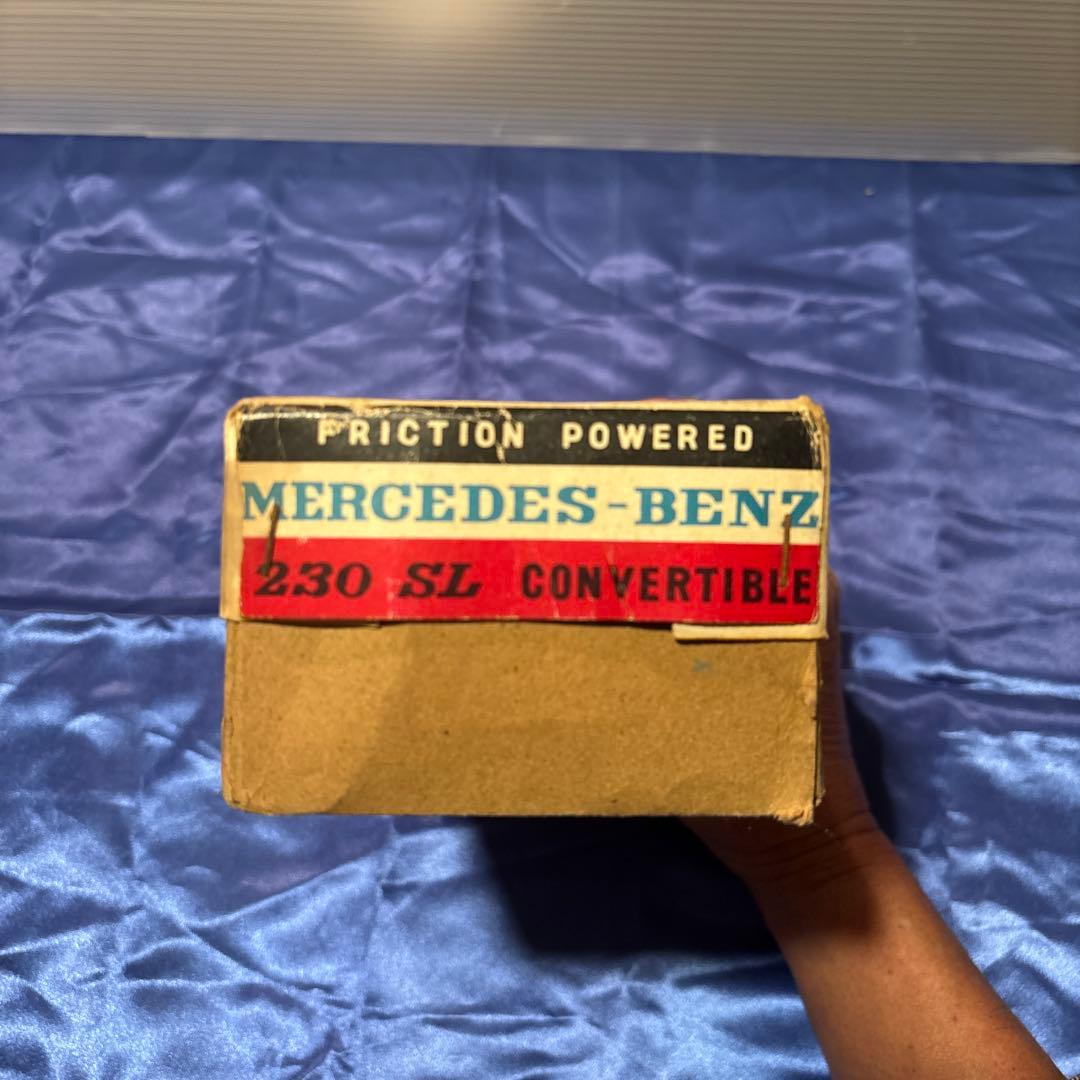 FRICTION POWERED
MERCEDES-BENZ
230 SL CONVERTIBLE